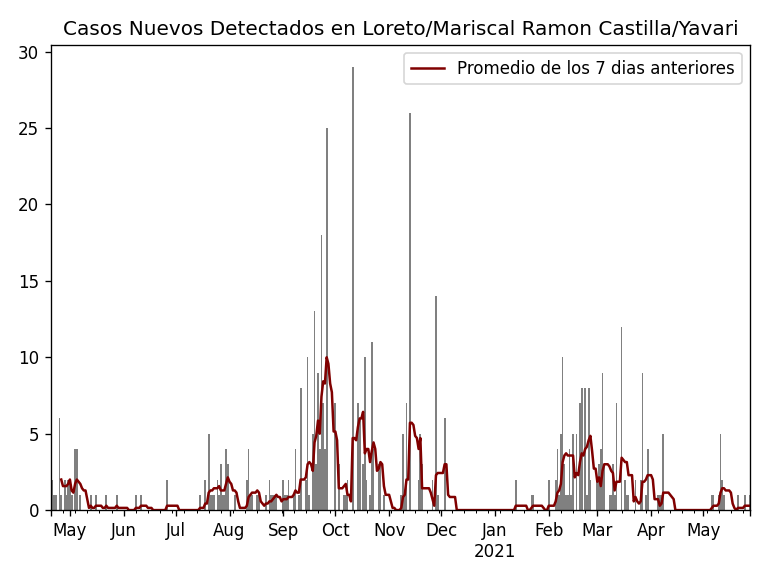 Casos Nuevos Detectados en Loreto/Mariscal Ramon Castilla/Yavari
Promedio de los 7 dias anteriores
30
25
20
15
10
5
0
May Jun Jul Aug Sep Oct Nov Dec Jan Feb Mar Apr May
2021